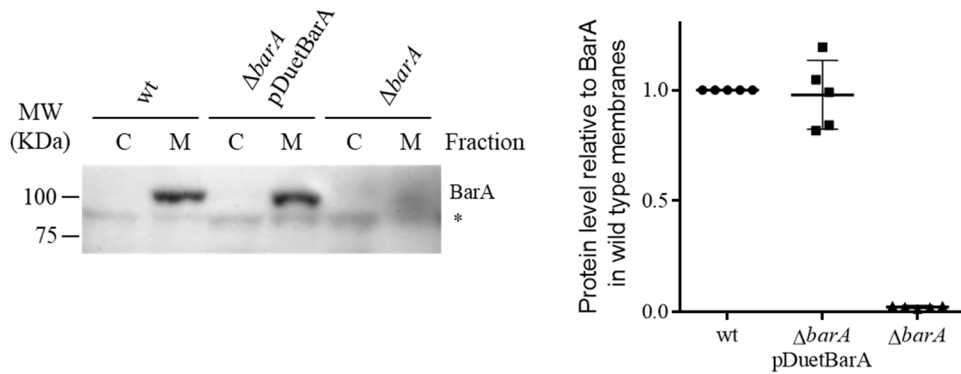 wt
ΔbarA
pDuetBarA
ΔbarA
MW
(KDa)
C M C M C M Fraction
100
BarA
*
75
Protein level relative to BarA
in wild type membranes
1.0
0.5
0.0
wt
ΔbarA
pDuetBarA
ΔbarA